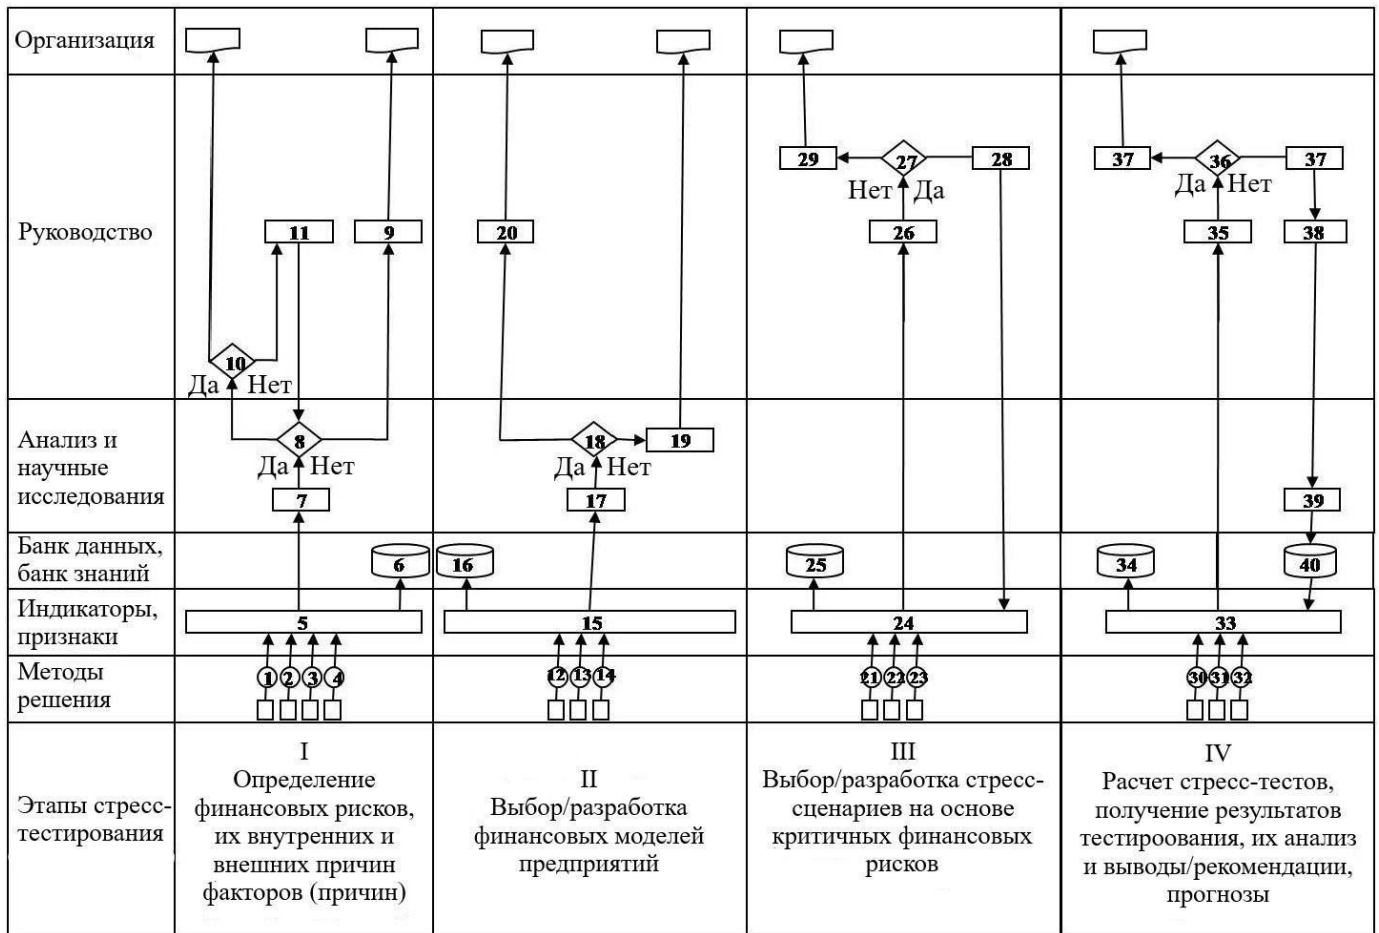 Организация
Руководство
29
27
28
37
36
37
Нет
Да
Да
Нет
11
9
20
26
35
38
10
Да
Нет
Анализ и
научные
исследования
8
18
19
Да
Нет
Да
Нет
7
17
39
Банк данных,
банк знаний
6
16
25
34
40
Индикаторы,
признаки
5
15
24
33
Методы
решения
1
2
3
4
12
13
14
21
22
23
30
31
32
Этапы стресс-
тестирования
I
Определение
финансовых рисков,
их внутренних и
внешних причин
факторов (причин)
II
Выбор/разработка
финансовых моделей
предприятий
III
Выбор/разработка стресс-
сценариев на основе
критичных финансовых
рисков
IV
Расчет стресс-тестов,
получение результатов
тестироования, их анализ
и выводы/рекомендации,
прогнозы